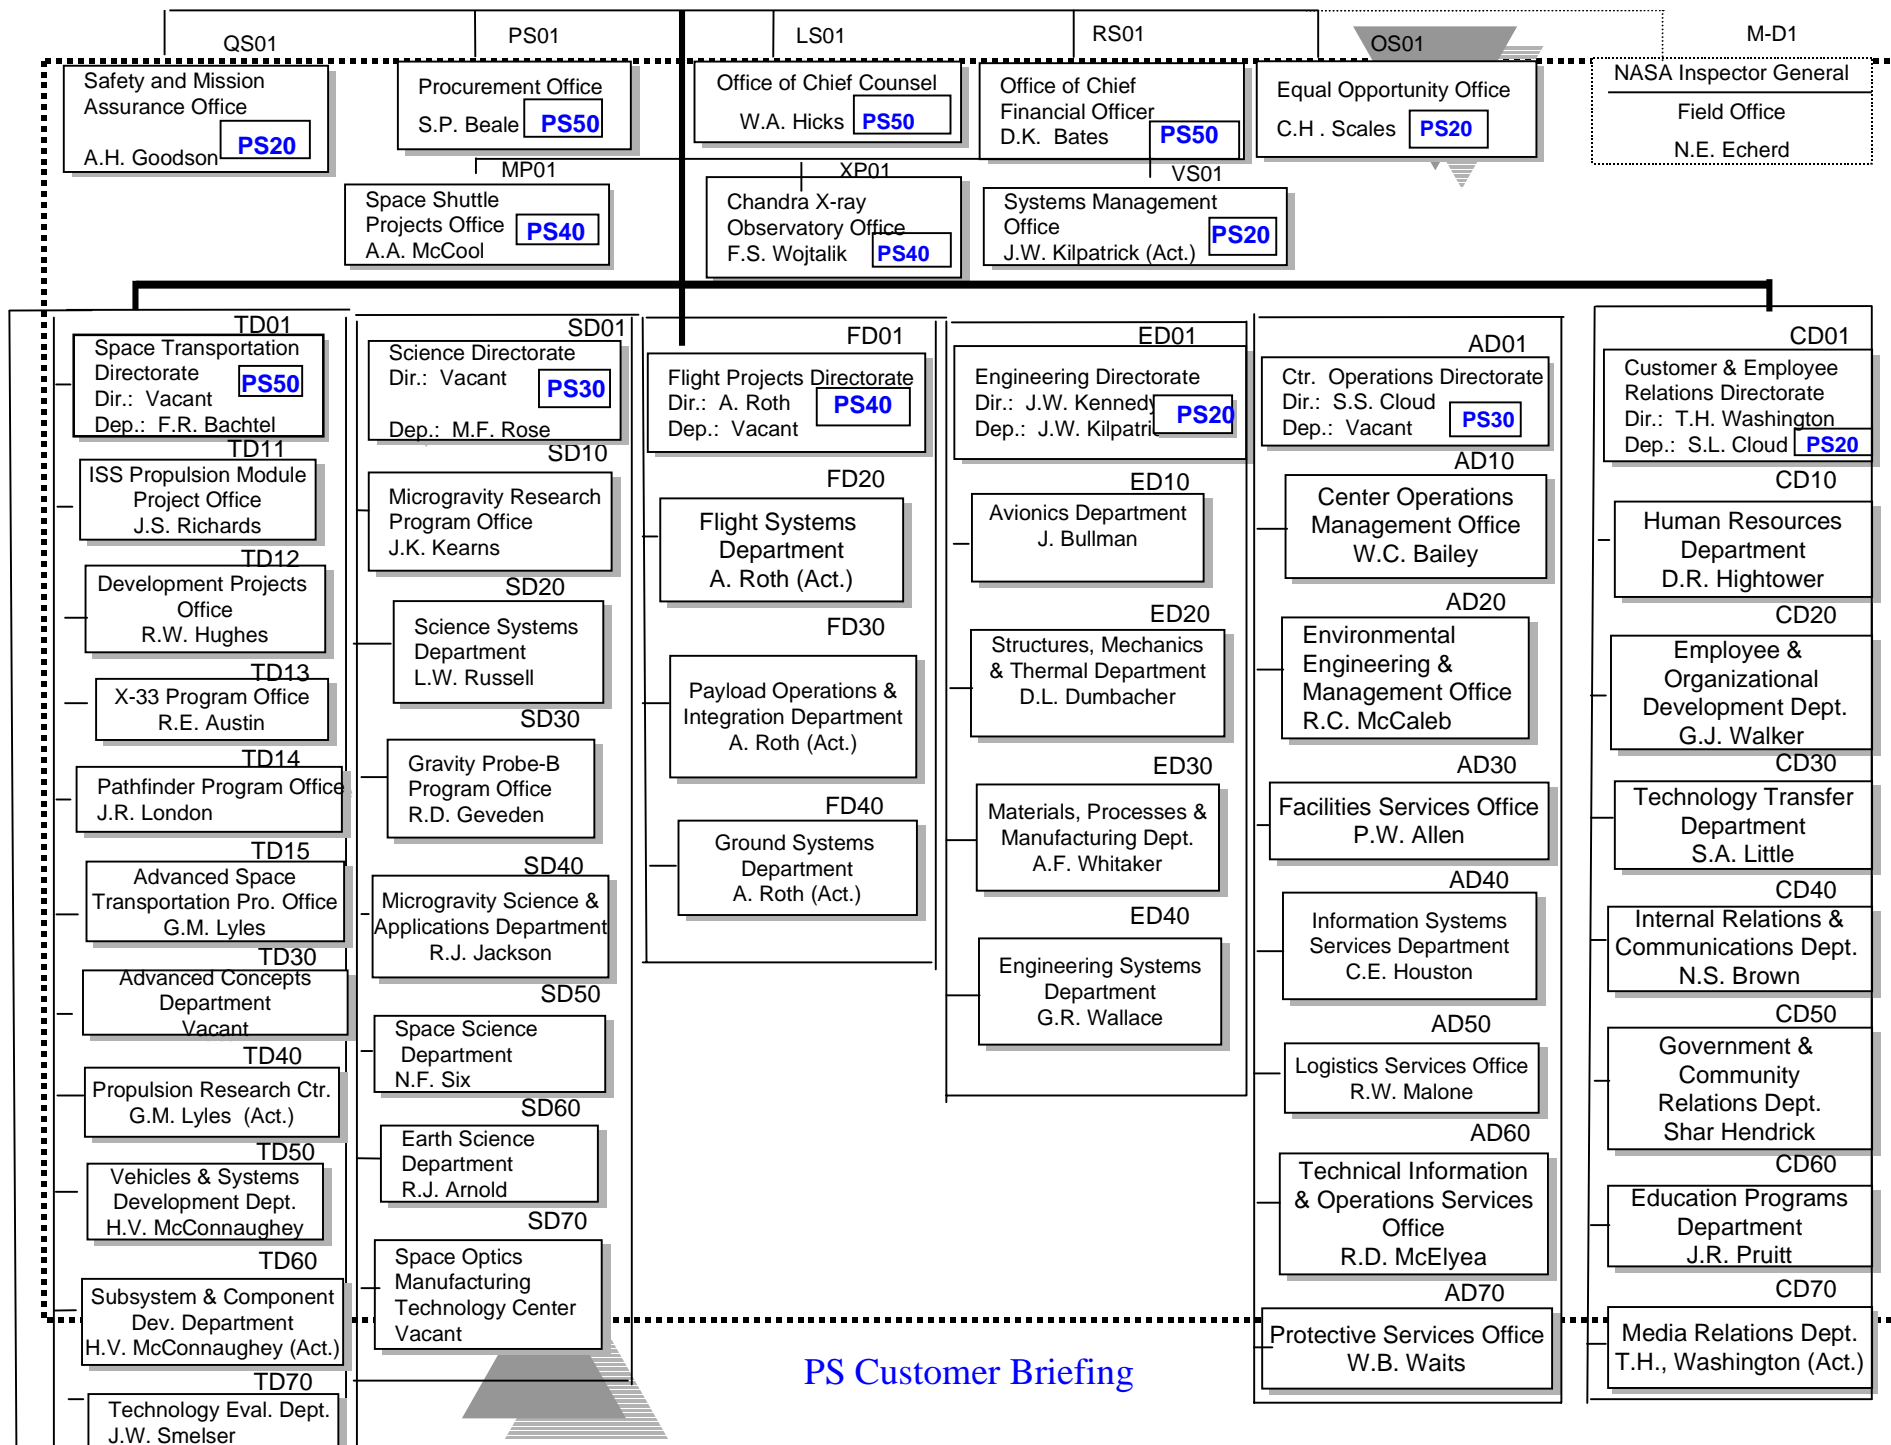 QS01
Safety and Mission
Assurance Office
A.H. Goodson
PS20
PS01
Procurement Office
S.P. Beale
PS50
LS01
Office of Chief Counsel
W.A. Hicks
PS50
RS01
Office of Chief
Financial Officer
D.K. Bates
PS50
OS01
Equal Opportunity Office
C.H . Scales
PS20
M-D1
NASA Inspector General
Field Office
N.E. Echerd
MP01
Space Shuttle
Projects Office
A.A. McCool
PS40
XP01
Chandra X-ray
Observatory Office
F.S. Wojtalik
PS40
VS01
Systems Management
Office
J.W. Kilpatrick (Act.)
PS20
TD01
Space Transportation
Directorate
Dir.: Vacant
Dep.: F.R. Bachtel
PS50
TD11
ISS Propulsion Module
Project Office
J.S. Richards
TD12
Development Projects
Office
R.W. Hughes
TD13
X-33 Program Office
R.E. Austin
TD14
Pathfinder Program Office
J.R. London
TD15
Advanced Space
Transportation Pro. Office
G.M. Lyles
TD30
Advanced Concepts
Department
Vacant
TD40
Propulsion Research Ctr.
G.M. Lyles (Act.)
TD50
Vehicles & Systems
Development Dept.
H.V. McConnaughey
TD60
Subsystem & Component
Dev. Department
H.V. McConnaughey (Act.)
TD70
Technology Eval. Dept.
J.W. Smelser
SD01
Science Directorate
Dir.: Vacant
Dep.: M.F. Rose
PS30
SD10
Microgravity Research
Program Office
J.K. Kearns
SD20
Science Systems
Department
L.W. Russell
SD30
Gravity Probe-B
Program Office
R.D. Geveden
SD40
Microgravity Science &
Applications Department
R.J. Jackson
SD50
Space Science
Department
N.F. Six
SD60
Earth Science
Department
R.J. Arnold
SD70
Space Optics
Manufacturing
Technology Center
Vacant
FD01
Flight Projects Directorate
Dir.: A. Roth
Dep.: Vacant
PS40
FD20
Flight Systems
Department
A. Roth (Act.)
FD30
Payload Operations &
Integration Department
A. Roth (Act.)
FD40
Ground Systems
Department
A. Roth (Act.)
ED01
Engineering Directorate
Dir.: J.W. Kennedy
Dep.: J.W. Kilpatri
PS20
ED10
Avionics Department
J. Bullman
ED20
Structures, Mechanics
& Thermal Department
D.L. Dumbacher
ED30
Materials, Processes &
Manufacturing Dept.
A.F. Whitaker
ED40
Engineering Systems
Department
G.R. Wallace
AD01
Ctr. Operations Directorate
Dir.: S.S. Cloud
Dep.: Vacant
PS30
AD10
Center Operations
Management Office
W.C. Bailey
AD20
Environmental
Engineering &
Management Office
R.C. McCaleb
AD30
Facilities Services Office
P.W. Allen
AD40
Information Systems
Services Department
C.E. Houston
AD50
Logistics Services Office
R.W. Malone
AD60
Technical Information
& Operations Services
Office
R.D. McElyea
AD70
Protective Services Office
W.B. Waits
CD01
Customer & Employee
Relations Directorate
Dir.: T.H. Washington
Dep.: S.L. Cloud
PS20
CD10
Human Resources
Department
D.R. Hightower
CD20
Employee &
Organizational
Development Dept.
G.J. Walker
CD30
Technology Transfer
Department
S.A. Little
CD40
Internal Relations &
Communications Dept.
N.S. Brown
CD50
Government &
Community
Relations Dept.
Shar Hendrick
CD60
Education Programs
Department
J.R. Pruitt
CD70
Media Relations Dept.
T.H., Washington (Act.)
PS Customer Briefing